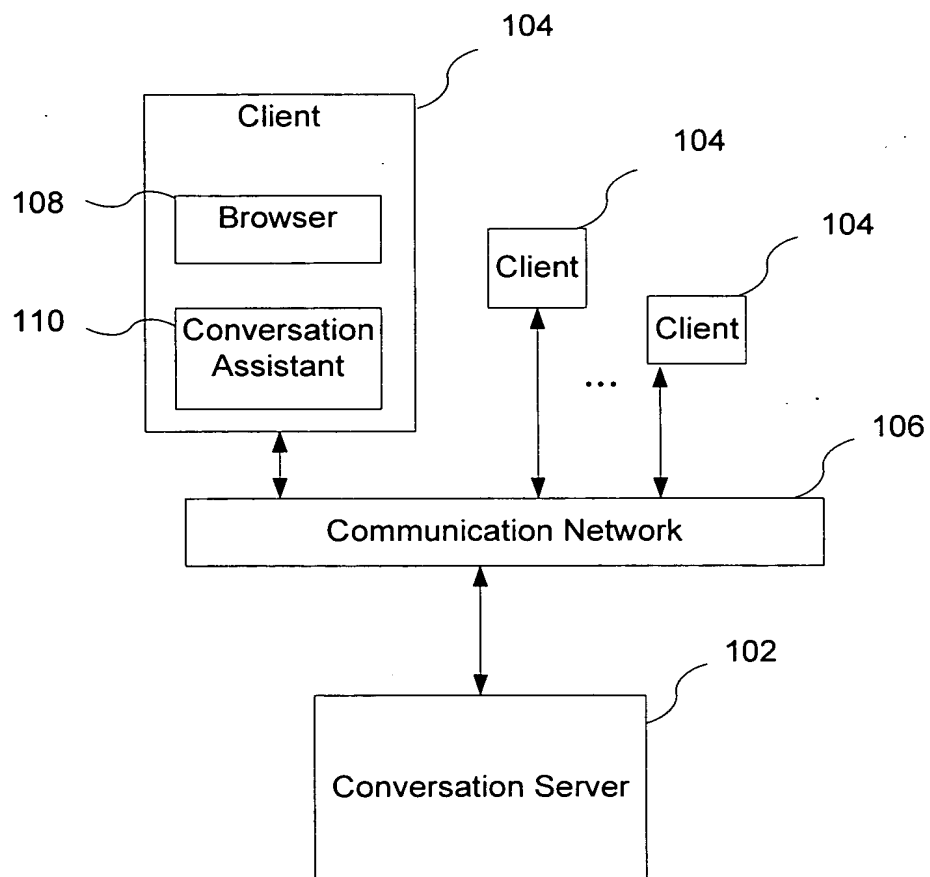 104
Client
104
108
Browser
104
Client
110
Conversation
Assistant
Client
...
106
Communication Network
102
Conversation Server